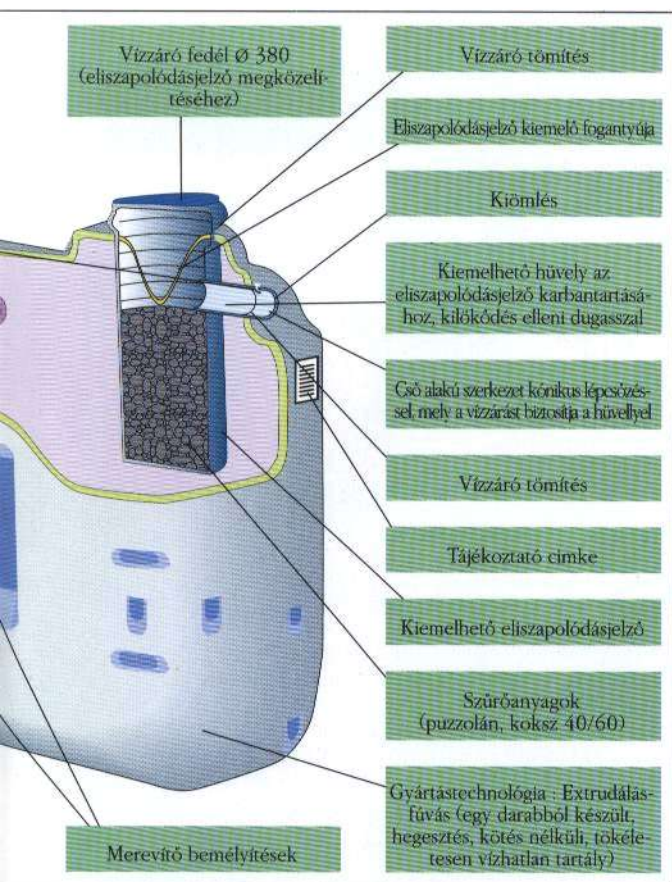 Vízzáró fedél Ø 380
(eliszapolódásjelző megközelí-
téséhez)
Vízzáró tömítés
Eliszapolódásjelző kiemelő fogantyúja
Kiömlés
Kiemelhető hüvely az
eliszapolódásjelző karbantartásá-
hoz, kilökődés elleni dugasszal
Cső alakú szerkezet kónikus lépcsőzés-
sel, mely a vízzárást biztosítja a hüvellyel
Vízzáró tömítés
Tájékoztató cimke
Kiemelhető eliszapolódásjelző
Szűrőanyagok
(puzzolán, koksz 40/60)
Gyártástechnológia : Extrudálás-
fúvás (egy darabból készült,
hegesztés, kötés nélküli, tökéle-
tesen vízhatlan tartály)
Merevítő bemélyítések